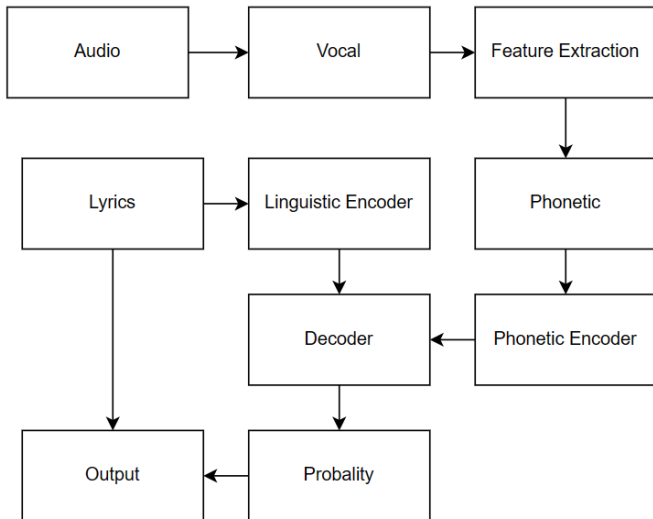 Audio
Vocal
Feature Extraction
Lyrics
Linguistic Encoder
Phonetic
Decoder
Phonetic Encoder
Output
Probality